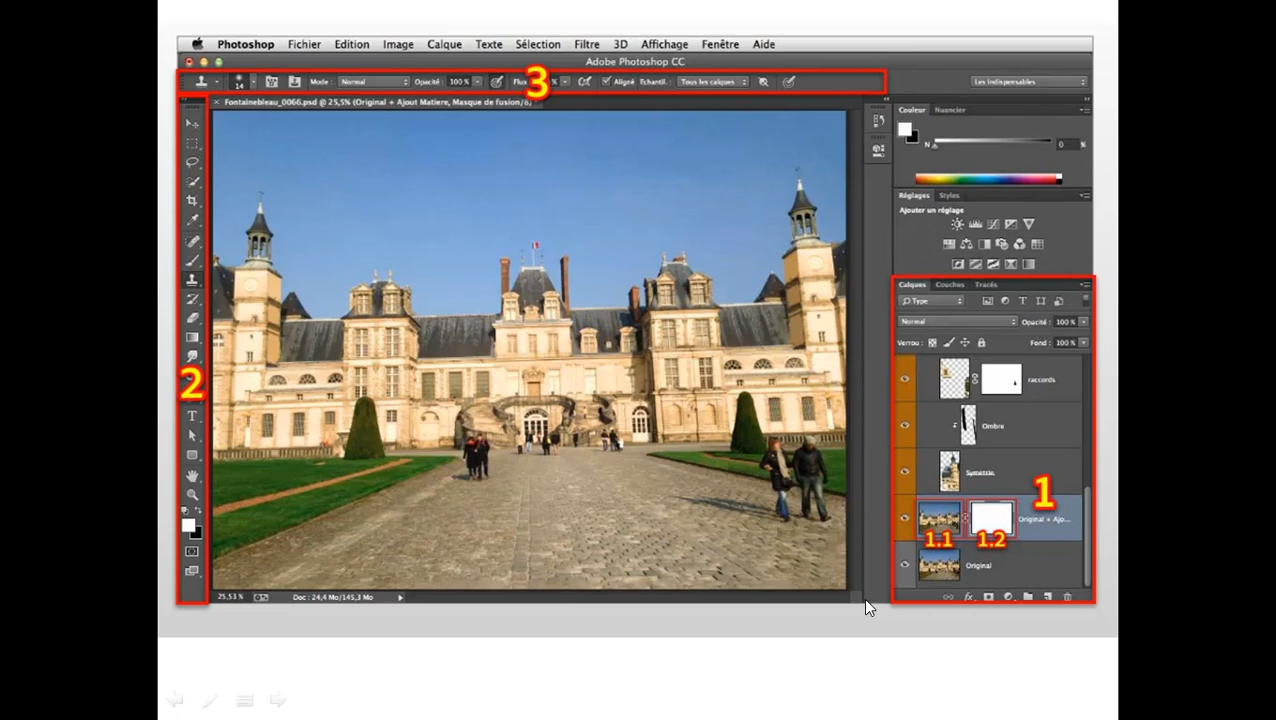 Photoshop Fichier Edition Image Calque Texte Sélection Filtre 3D Affichage Fenêtre Aide
Adobe Photoshop CC
14 Mode : Normal Opacité : 100 % Flux 3 % Aligné Echantil. : Tous les calques Les indispensables
× Fontainebleau_0066.psd @ 25,5% (Original + Ajout Matiere, Masque de fusion/8)
Couleur Nuancier
N 0 %
Réglages Styles
Ajouter un réglage
Calques Couches Tracés
Type
Normal Opacité : 100 %
Verrou : Fond : 100 %
raccords
Ombre
Symetrie
1
Original + Ajo...
1.1 1.2
Original
fx
2
T
25,53 % Doc : 24,4 Mo/145,3 Mo